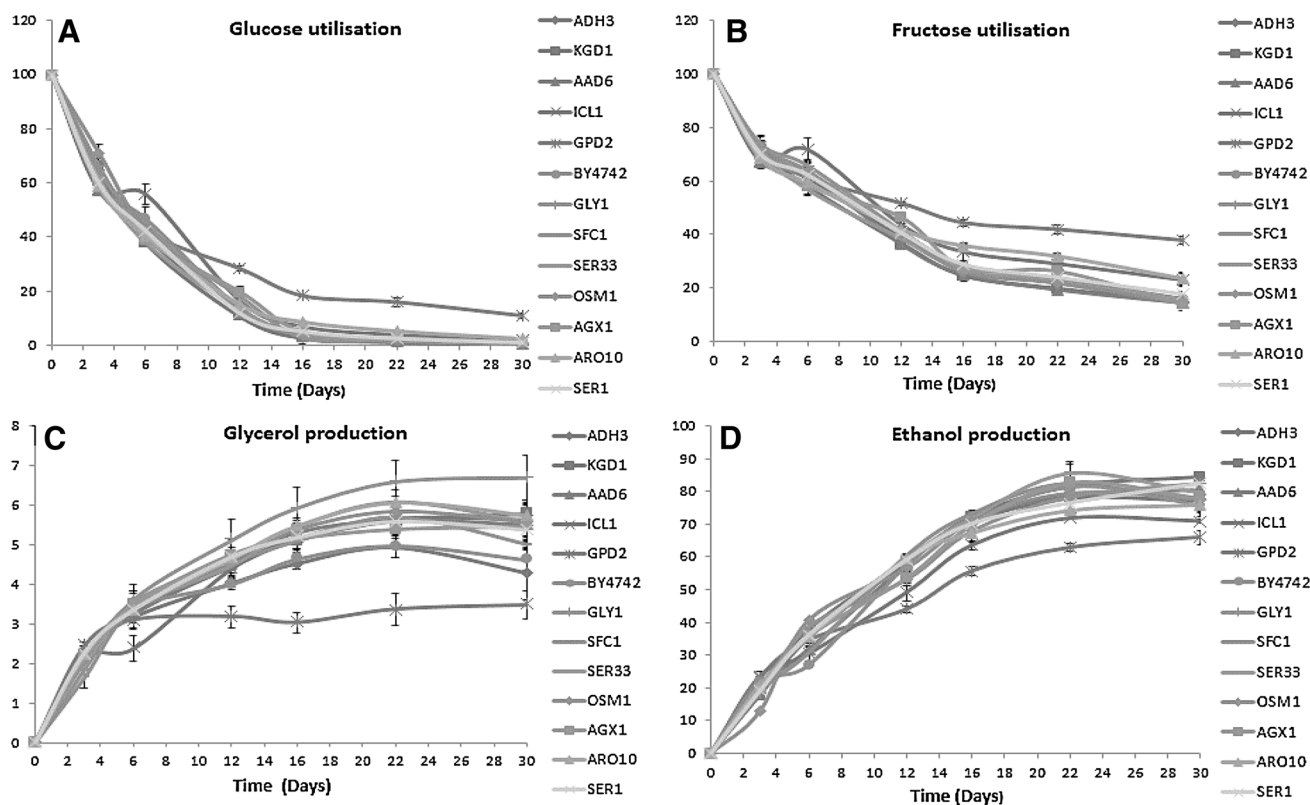 A
Glucose utilisation
120
100
80
60
40
20
0
0 2 4 6 8 10 12 14 16 18 20 22 24 26 28 30
Time (Days)
ADH3
KGD1
AAD6
ICL1
GPD2
BY4742
GLY1
SFC1
SER33
OSM1
AGX1
ARO10
SER1
B
Fructose utilisation
120
100
80
60
40
20
0
0 2 4 6 8 10 12 14 16 18 20 22 24 26 28 30
Time (Days)
ADH3
KGD1
AAD6
ICL1
GPD2
BY4742
GLY1
SFC1
SER33
OSM1
AGX1
ARO10
SER1
C
Glycerol production
8
7
6
5
4
3
2
1
0
0 2 4 6 8 10 12 14 16 18 20 22 24 26 28 30
Time (Days)
ADH3
KGD1
AAD6
ICL1
GPD2
BY4742
GLY1
SFC1
SER33
OSM1
AGX1
ARO10
SER1
D
Ethanol production
100
90
80
70
60
50
40
30
20
10
0
0 2 4 6 8 10 12 14 16 18 20 22 24 26 28 30
Time (Days)
ADH3
KGD1
AAD6
ICL1
GPD2
BY4742
GLY1
SFC1
SER33
OSM1
AGX1
ARO10
SER1